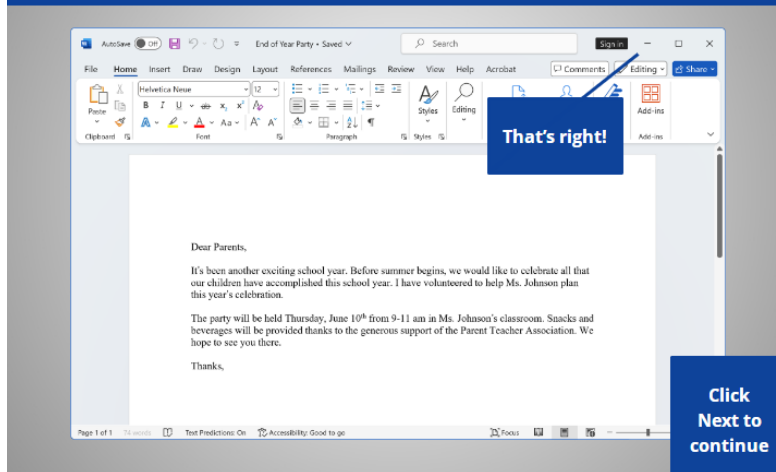 AutoSave Off End of Year Party • Saved Search Sign in
File Home Insert Draw Design Layout References Mailings Review View Help Acrobat Comments Editing Share
Paste Helvetica Neue 12 Styles Editing Add-ins
Clipboard Font Paragraph Styles Add-ins
That's right!
Dear Parents,
It's been another exciting school year. Before summer begins, we would like to celebrate all that
our children have accomplished this school year. I have volunteered to help Ms. Johnson plan
this year's celebration.
The party will be held Thursday, June 10th from 9-11 am in Ms. Johnson's classroom. Snacks and
beverages will be provided thanks to the generous support of the Parent Teacher Association. We
hope to see you there.
Thanks,
Page 1 of 1 74 words Text Predictions: On Accessibility: Good to go Focus
Click
Next to
continue